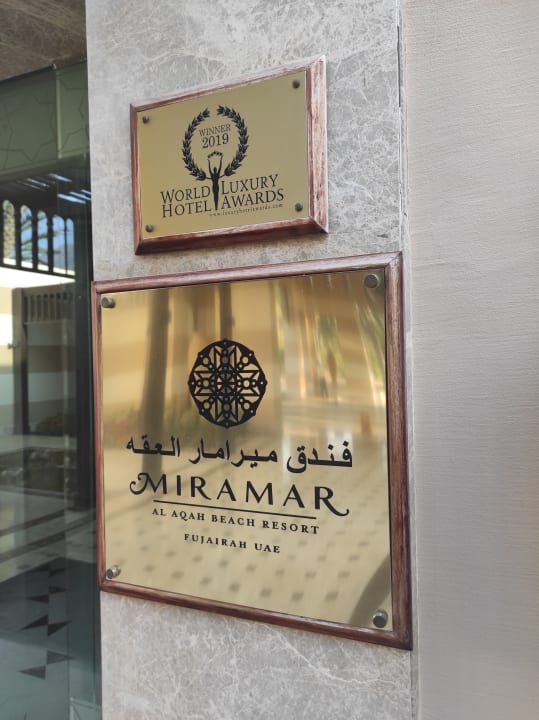 WINNER
2019
WORLD LUXURY
HOTEL AWARDS
www.luxuryhotelawards.com
فندق ميرامار العقه
MIRAMAR
AL AQAH BEACH RESORT
FUJAIRAH UAE